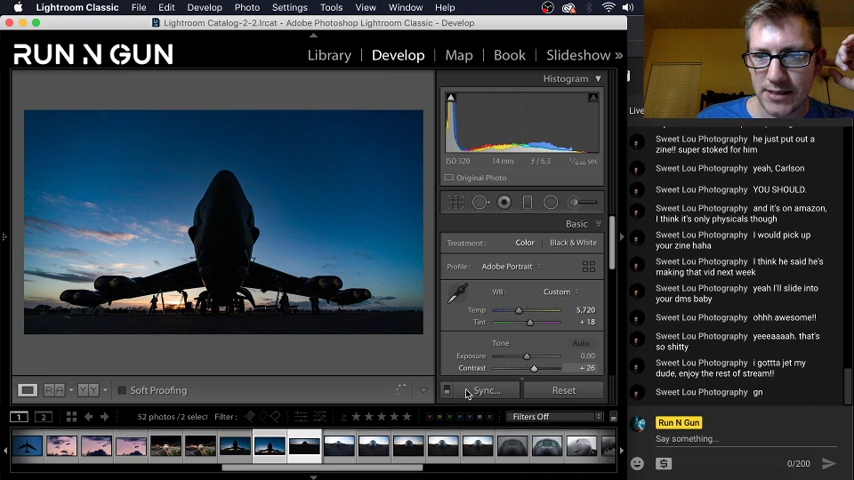 Lightroom Classic File Edit Develop Photo Settings Tools View Window Help
Lightroom Catalog-2-2.lrcat - Adobe Photoshop Lightroom Classic - Develop
RUN N GUN
Library | Develop | Map | Book | Slideshow »
Histogram
ISO 320 14 mm ƒ / 6.3
Original Photo
Basic
Treatment : Color Black & White
Profile : Adobe Portrait
WB : Custom
Temp 5,720
Tint + 18
Tone Auto
Exposure 0.00
Contrast + 26
Sync... Reset
Soft Proofing
1 2 52 photos / 2 select Filter : Filters Off
Live
Sweet Lou Photography he just put out a
zine!! super stoked for him
Sweet Lou Photography yeah, Carlson
Sweet Lou Photography YOU SHOULD.
Sweet Lou Photography and it's on amazon,
I think it's only physicals though
Sweet Lou Photography I would pick up
your zine haha
Sweet Lou Photography I think he said he's
making that vid next week
Sweet Lou Photography yeah I'll slide into
your dms baby
Sweet Lou Photography ohhh awesome!!
Sweet Lou Photography yeeeaaaah. that's
so shitty
Sweet Lou Photography i gottta jet my
dude, enjoy the rest of stream!!
Sweet Lou Photography gn
Run N Gun
Say something...
0/200